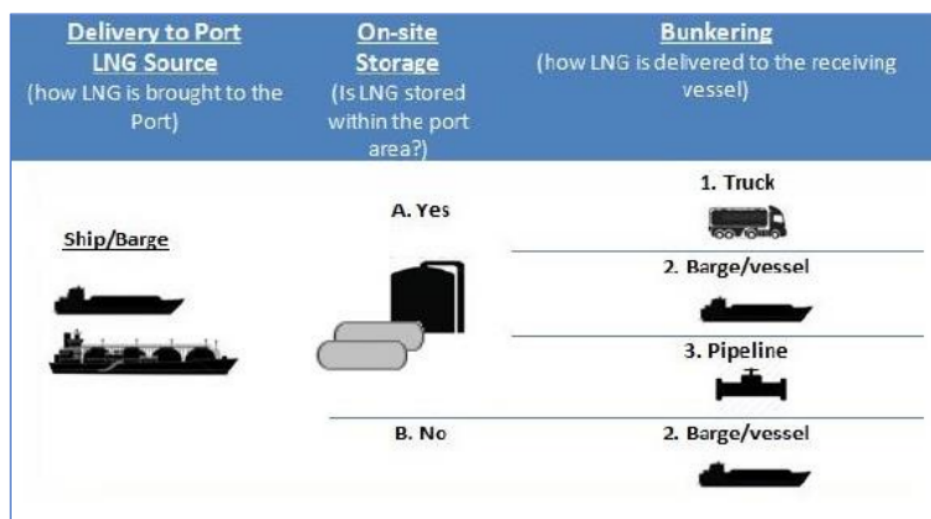 Delivery to Port
LNG Source
(how LNG is brought to the
Port)
On-site
Storage
(Is LNG stored
within the port
area?)
Bunkering
(how LNG is delivered to the receiving
vessel)
Ship/Barge
A. Yes
1. Truck
2. Barge/vessel
3. Pipeline
B. No
2. Barge/vessel